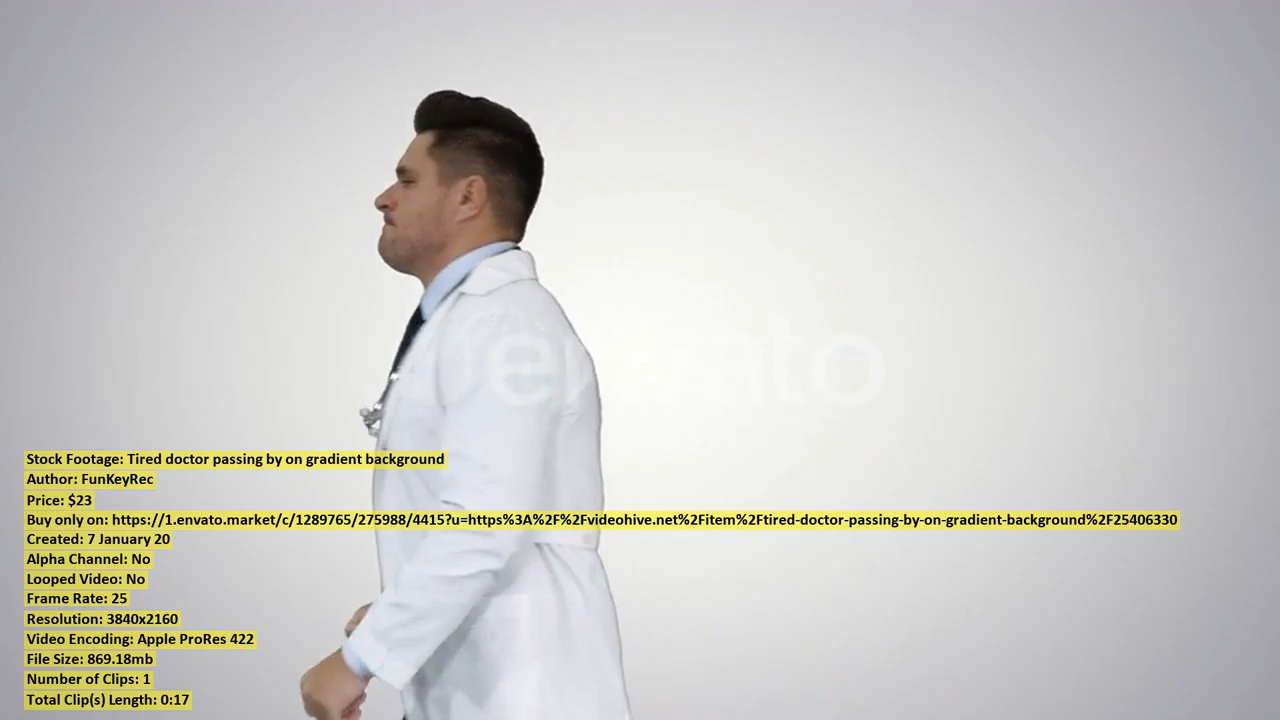 envato
Stock Footage: Tired doctor passing by on gradient background
Author: FunKeyRec
Price: $23
Buy only on: https://1.envato.market/c/1289765/275988/4415?u=https%3A%2F%2Fvideohive.net%2Fitem%2Ftired-doctor-passing-by-on-gradient-background%2F25406330
Created: 7 January 20
Alpha Channel: No
Looped Video: No
Frame Rate: 25
Resolution: 3840x2160
Video Encoding: Apple ProRes 422
File Size: 869.18mb
Number of Clips: 1
Total Clip(s) Length: 0:17